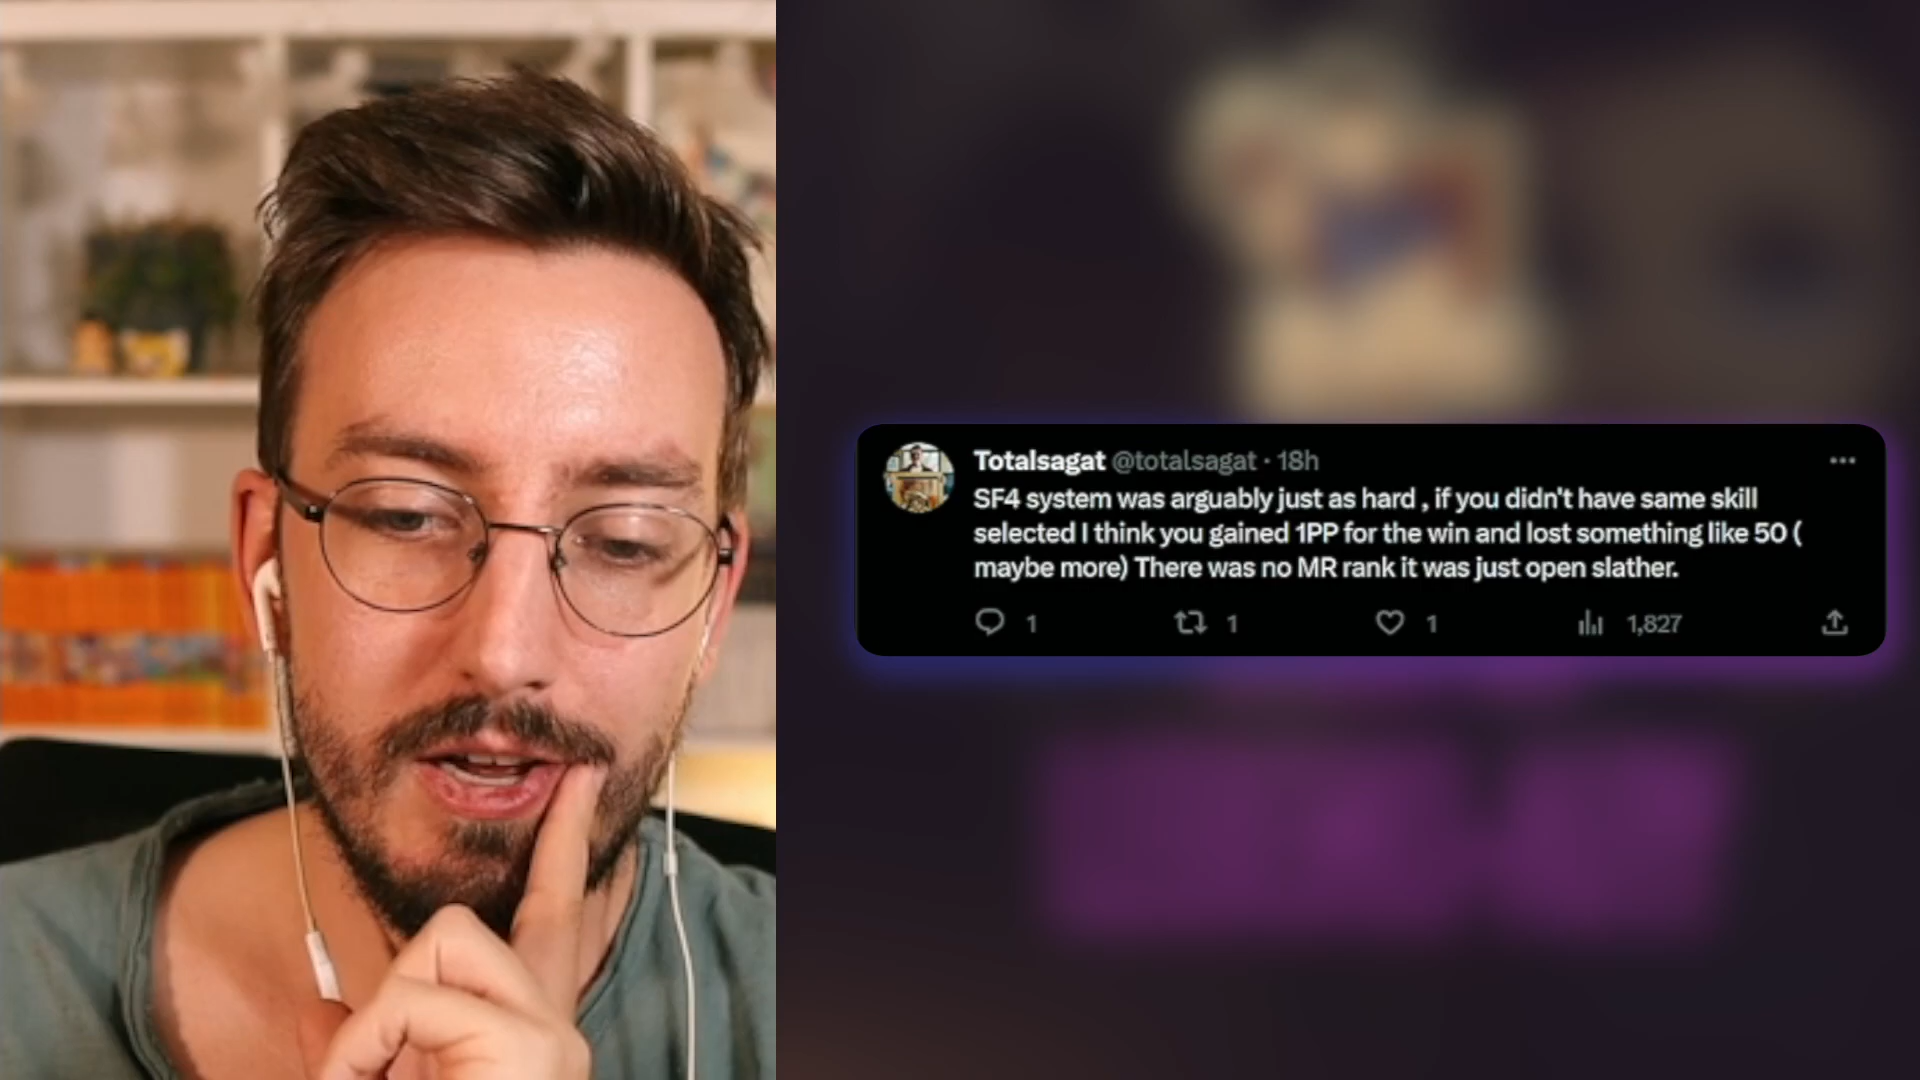 Totalsagat @totalsagat · 18h
SF4 system was arguably just as hard , if you didn't have same skill
selected I think you gained 1PP for the win and lost something like 50 (
maybe more) There was no MR rank it was just open slather.
1 1 1 1,827